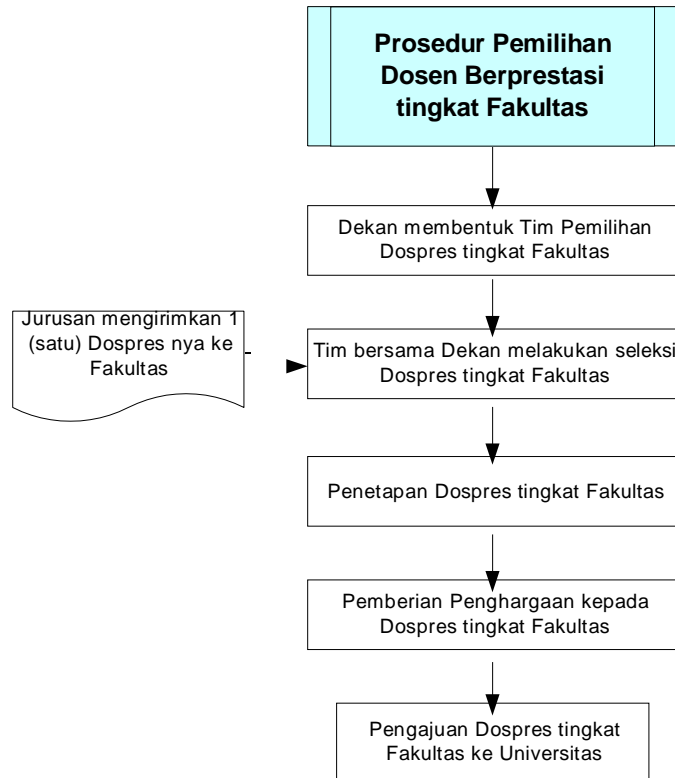 Prosedur Pemilihan
Dosen Berprestasi
tingkat Fakultas
Dekan membentuk Tim Pemilihan
Dospres tingkat Fakultas
Jurusan mengirimkan 1
(satu) Dospres nya ke
Fakultas
Tim bersama Dekan melakukan seleksi
Dospres tingkat Fakultas
Penetapan Dospres tingkat Fakultas
Pemberian Penghargaan kepada
Dospres tingkat Fakultas
Pengajuan Dospres tingkat
Fakultas ke Universitas